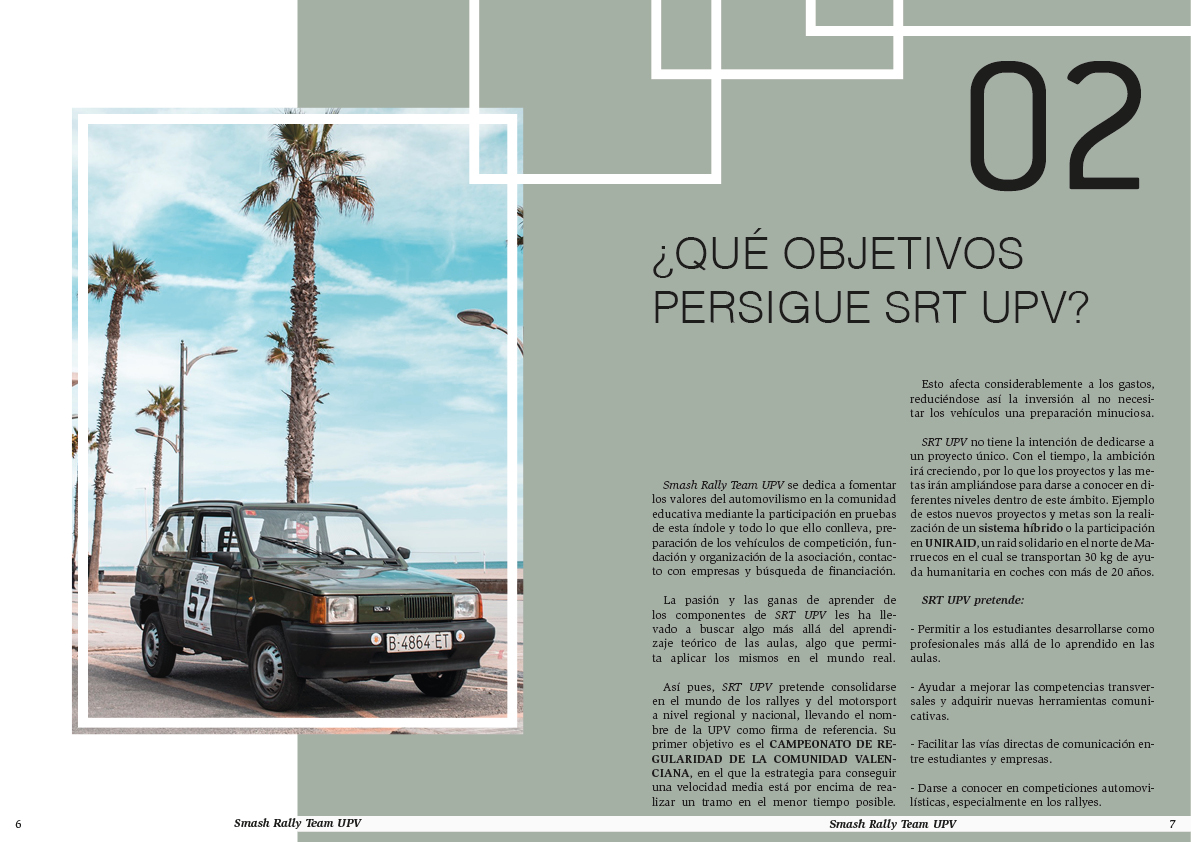 57
B-4864-ET
02
¿QUÉ OBJETIVOS
PERSIGUE SRT UPV?
Smash Rally Team UPV se dedica a fomentar
los valores del automovilismo en la comunidad
educativa mediante la participación en pruebas
de esta índole y todo lo que ello conlleva, pre-
paración de los vehículos de competición, fun-
dación y organización de la asociación, contac-
to con empresas y búsqueda de financiación.
La pasión y las ganas de aprender de
los componentes de SRT UPV les ha lle-
vado a buscar algo más allá del aprendi-
zaje teórico de las aulas, algo que permi-
ta aplicar los mismos en el mundo real.
Así pues, SRT UPV pretende consolidarse
en el mundo de los rallyes y del motorsport
a nivel regional y nacional, llevando el nom-
bre de la UPV como firma de referencia. Su
primer objetivo es el CAMPEONATO DE RE-
GULARIDAD DE LA COMUNIDAD VALEN-
CIANA, en el que la estrategia para conseguir
una velocidad media está por encima de rea-
lizar un tramo en el menor tiempo posible.
Esto afecta considerablemente a los gastos,
reduciéndose así la inversión al no necesi-
tar los vehículos una preparación minuciosa.
SRT UPV no tiene la intención de dedicarse a
un proyecto único. Con el tiempo, la ambición
irá creciendo, por lo que los proyectos y las me-
tas irán ampliándose para darse a conocer en di-
ferentes niveles dentro de este ámbito. Ejemplo
de estos nuevos proyectos y metas son la reali-
zación de un sistema híbrido o la participación
en UNIRAID, un raid solidario en el norte de Ma-
rruecos en el cual se transportan 30 kg de ayu-
da humanitaria en coches con más de 20 años.
SRT UPV pretende:
- Permitir a los estudiantes desarrollarse como
profesionales más allá de lo aprendido en las
aulas.
- Ayudar a mejorar las competencias transver-
sales y adquirir nuevas herramientas comuni-
cativas.
- Facilitar las vías directas de comunicación en-
tre estudiantes y empresas.
- Darse a conocer en competiciones automovi-
lísticas, especialmente en los rallyes.
6
Smash Rally Team UPV
Smash Rally Team UPV
7